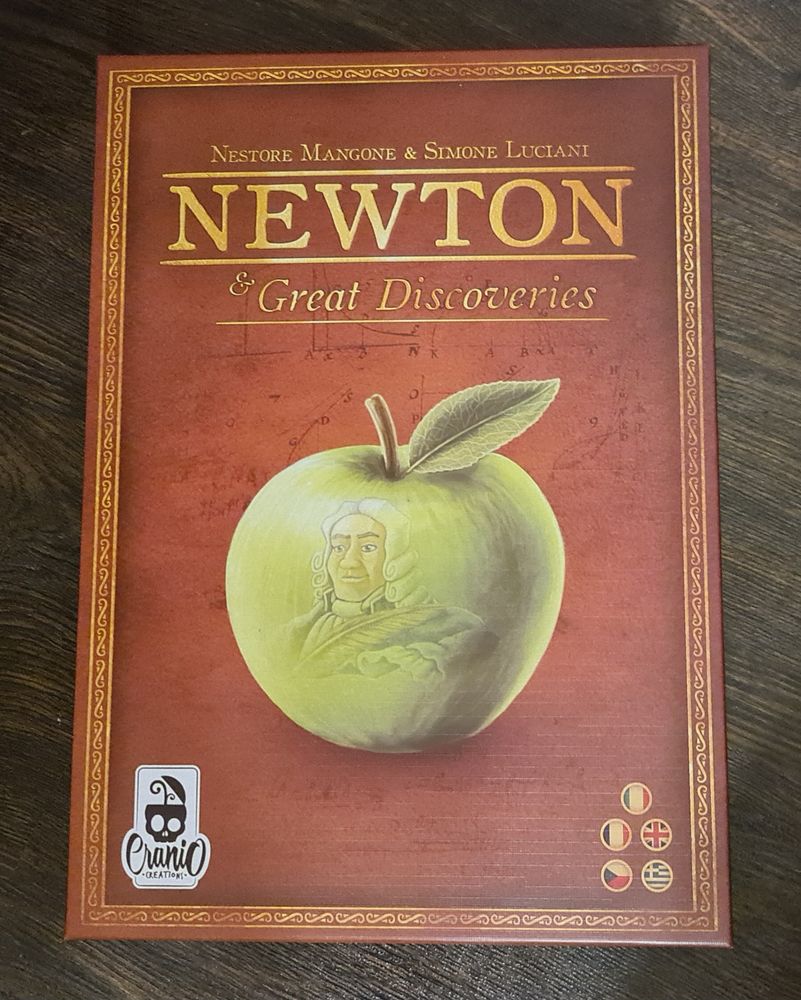 NESTORE MANGONE & SIMONE LUCIANI
NEWTON
& Great Discoveries
CRANIO
• CREATIONS •